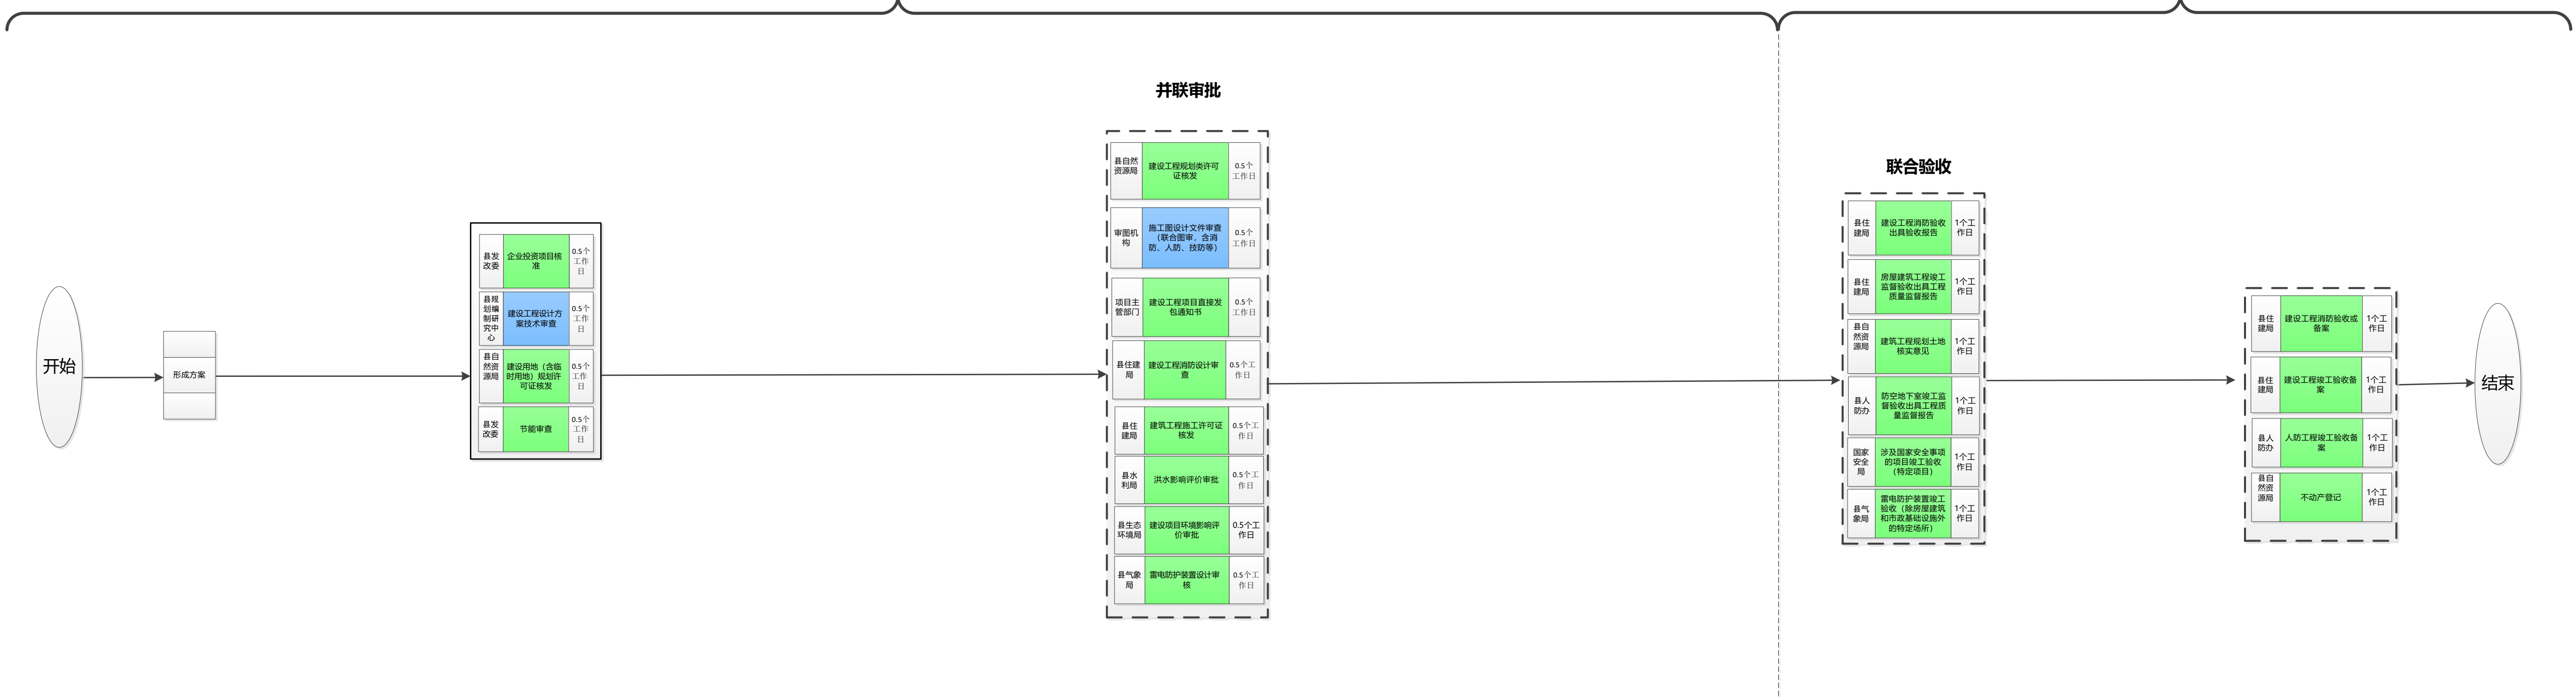 并联审批
联合验收
开始
形成方案
县发
改委
企业投资项目核
准
0.5个
工作
日
县规
划编
制研
究中
心
建设工程设计方
案技术审查
0.5个
工作
日
县自
然资
源局
建设用地（含临
时用地）规划许
可证核发
0.5个
工作
日
县发
改委
节能审查
0.5个
工作
日
县自然
资源局
建设工程规划类许可
证核发
0.5个
工作日
审图机
构
施工图设计文件审查
（联合图审，含消
防、人防、技防等）
0.5个
工作日
项目主
管部门
建设工程项目直接发
包通知书
0.5个
工作日
县住建
局
建设工程消防设计审
查
0.5个工
作日
县住
建局
建筑工程施工许可证
核发
0.5个工
作日
县水
利局
洪水影响评价审批
0.5个工
作日
县生态
环境局
建设项目环境影响评
价审批
0.5个工
作日
县气象
局
雷电防护装置设计审
核
0.5个工
作日
县住
建局
建设工程消防验收
出具验收报告
1个工
作日
县住
建局
房屋建筑工程竣工
监督验收出具工程
质量监督报告
1个工
作日
县自
然资
源局
建筑工程规划土地
核实意见
1个工
作日
县人
防办
防空地下室竣工监
督验收出具工程质
量监督报告
1个工
作日
国家
安全
局
涉及国家安全事项
的项目竣工验收
（特定项目）
1个工
作日
县气
象局
雷电防护装置竣工
验收（除房屋建筑
和市政基础设施外
的特定场所）
1个工
作日
县住
建局
建设工程消防验收或
备案
1个工
作日
县住
建局
建设工程竣工验收备
案
1个工
作日
县人
防办
人防工程竣工验收备
案
1个工
作日
县自
然资
源局
不动产登记
1个工
作日
结束